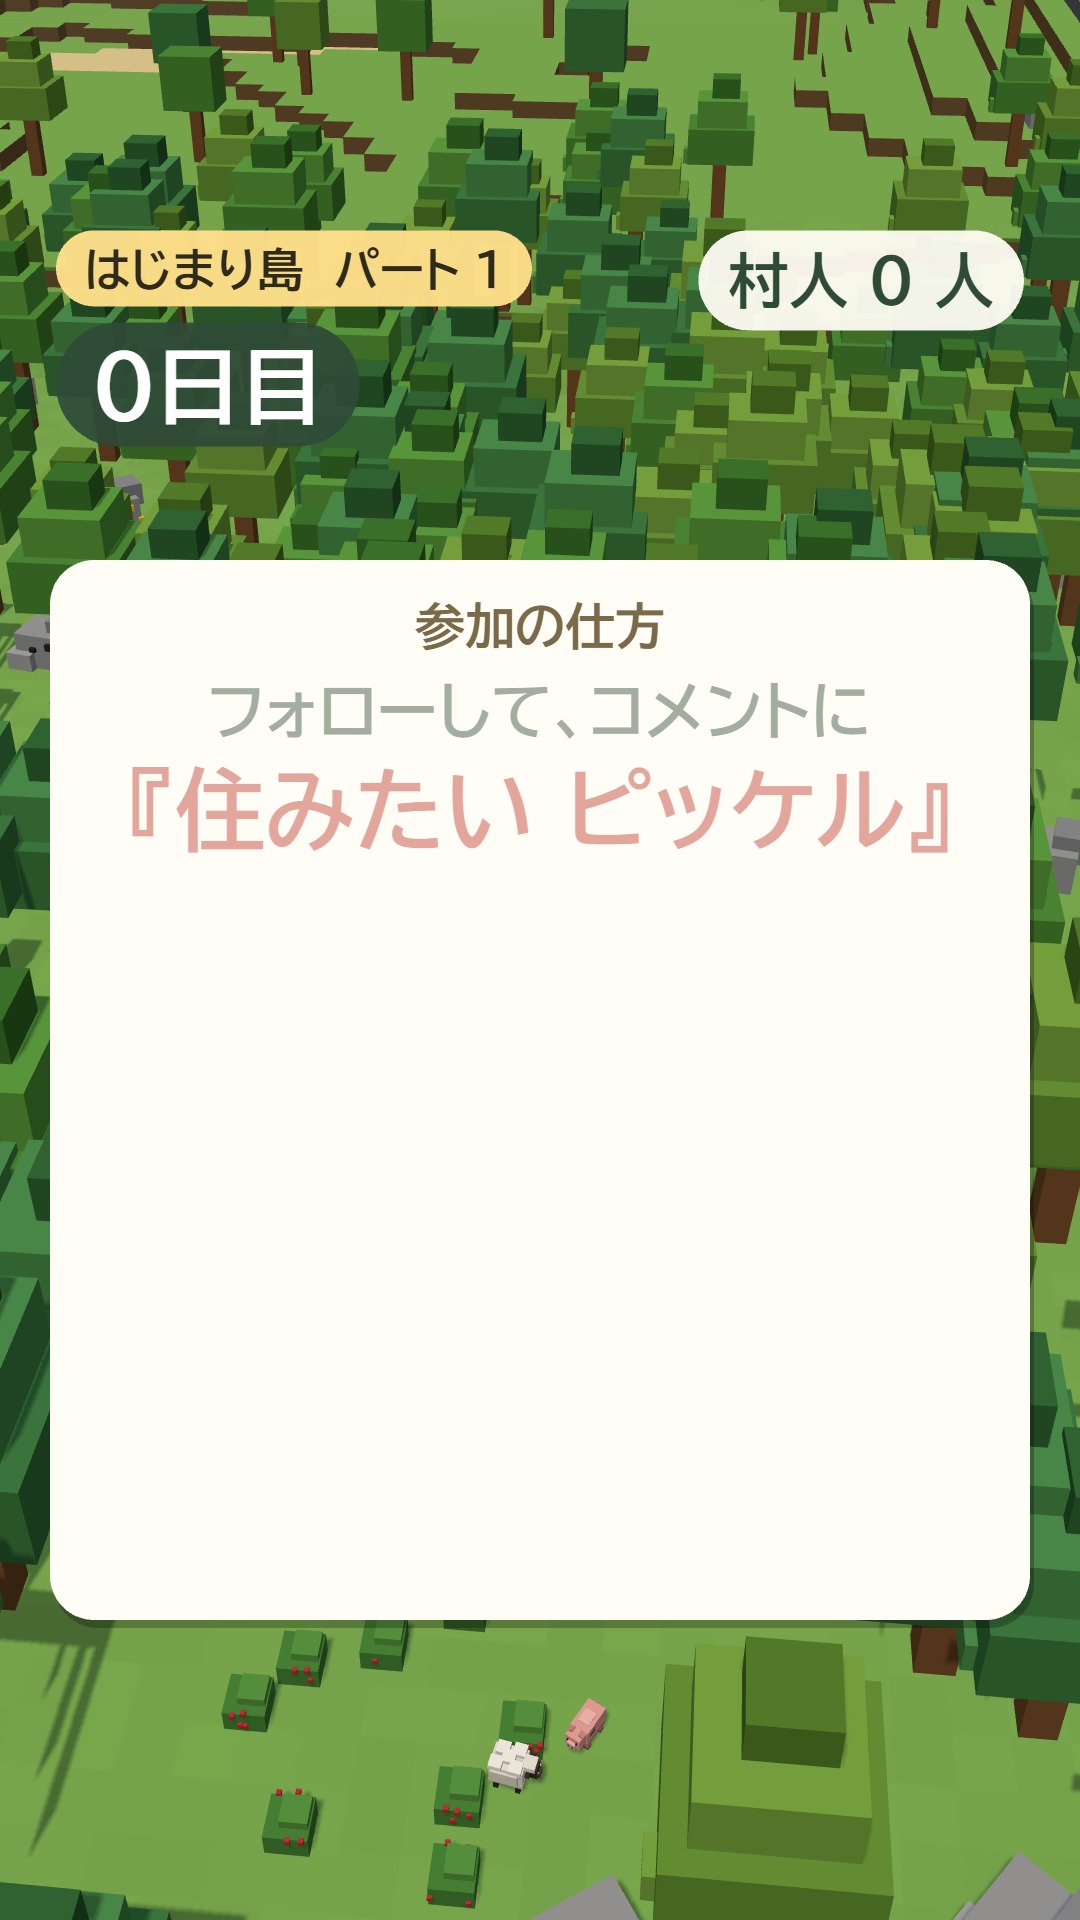 はじまり島 パート 1
村人 0 人
0日目
参加の仕方
フォローして、コメントに
『住みたい ピッケル』